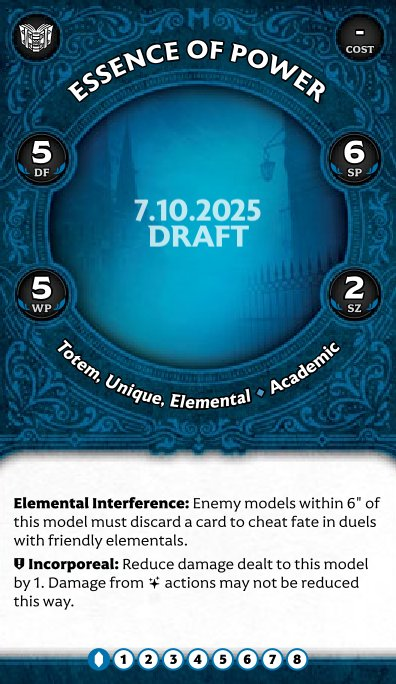 -
COST
ESSENCE OF POWER
5
DF
6
SP
7.10.2025
DRAFT
5
WP
2
SZ
Totem, Unique, Elemental ⬥ Academic
Elemental Interference: Enemy models within 6" of
this model must discard a card to cheat fate in duels
with friendly elementals.
Incorporeal: Reduce damage dealt to this model
by 1. Damage from actions may not be reduced
this way.
1 2 3 4 5 6 7 8